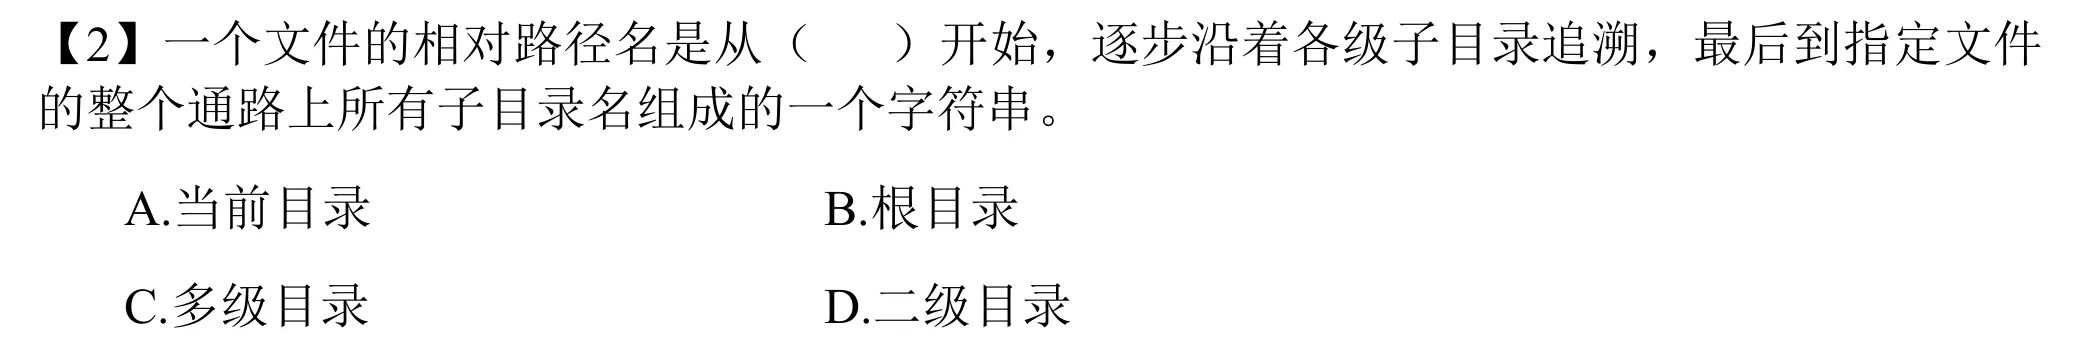 【2】一个文件的相对路径名是从（　　）开始，逐步沿着各级子目录追溯，最后到指定文件
的整个通路上所有子目录名组成的一个字符串。
A.当前目录
B.根目录
C.多级目录
D.二级目录